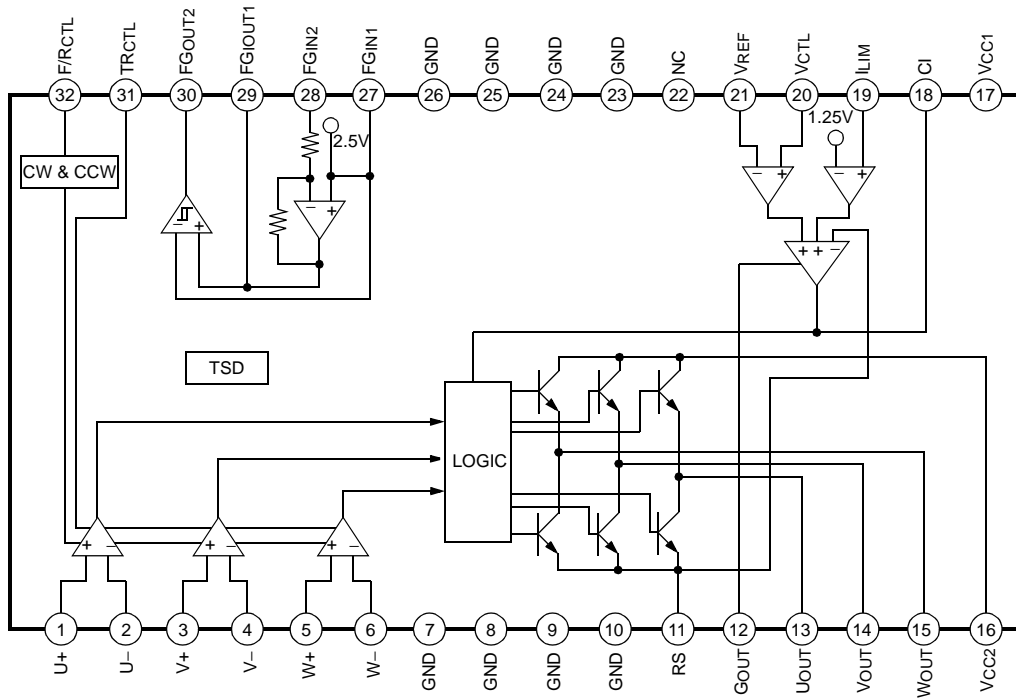 F/RCTL
TRCTL
FGOUT2
FGIOUT1
FGIN2
FGIN1
GND
GND
GND
GND
NC
VREF
VCTL
ILIM
CI
VCC1
32
31
30
29
28
27
26
25
24
23
22
21
20
19
18
17
2.5V
1.25V
CW & CCW
− +
− +
− +
− +
+ + −
TSD
LOGIC
+ −
+ −
+ −
1
2
3
4
5
6
7
8
9
10
11
12
13
14
15
16
U+
U−
V+
V−
W+
W−
GND
GND
GND
GND
RS
GOUT
UOUT
VOUT
WOUT
VCC2